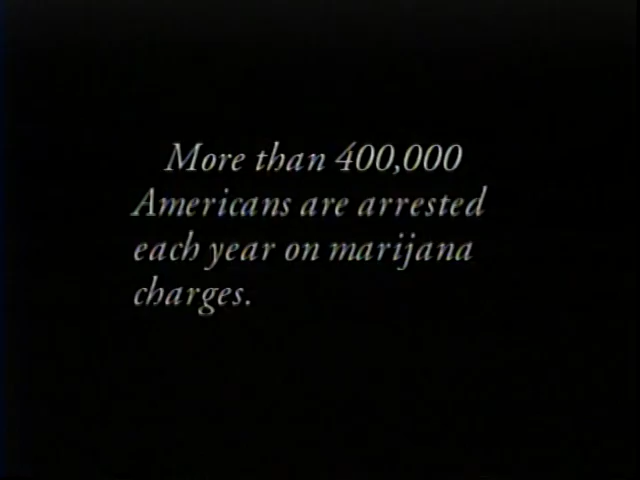 More than 400,000
Americans are arrested
each year on marijana
charges.